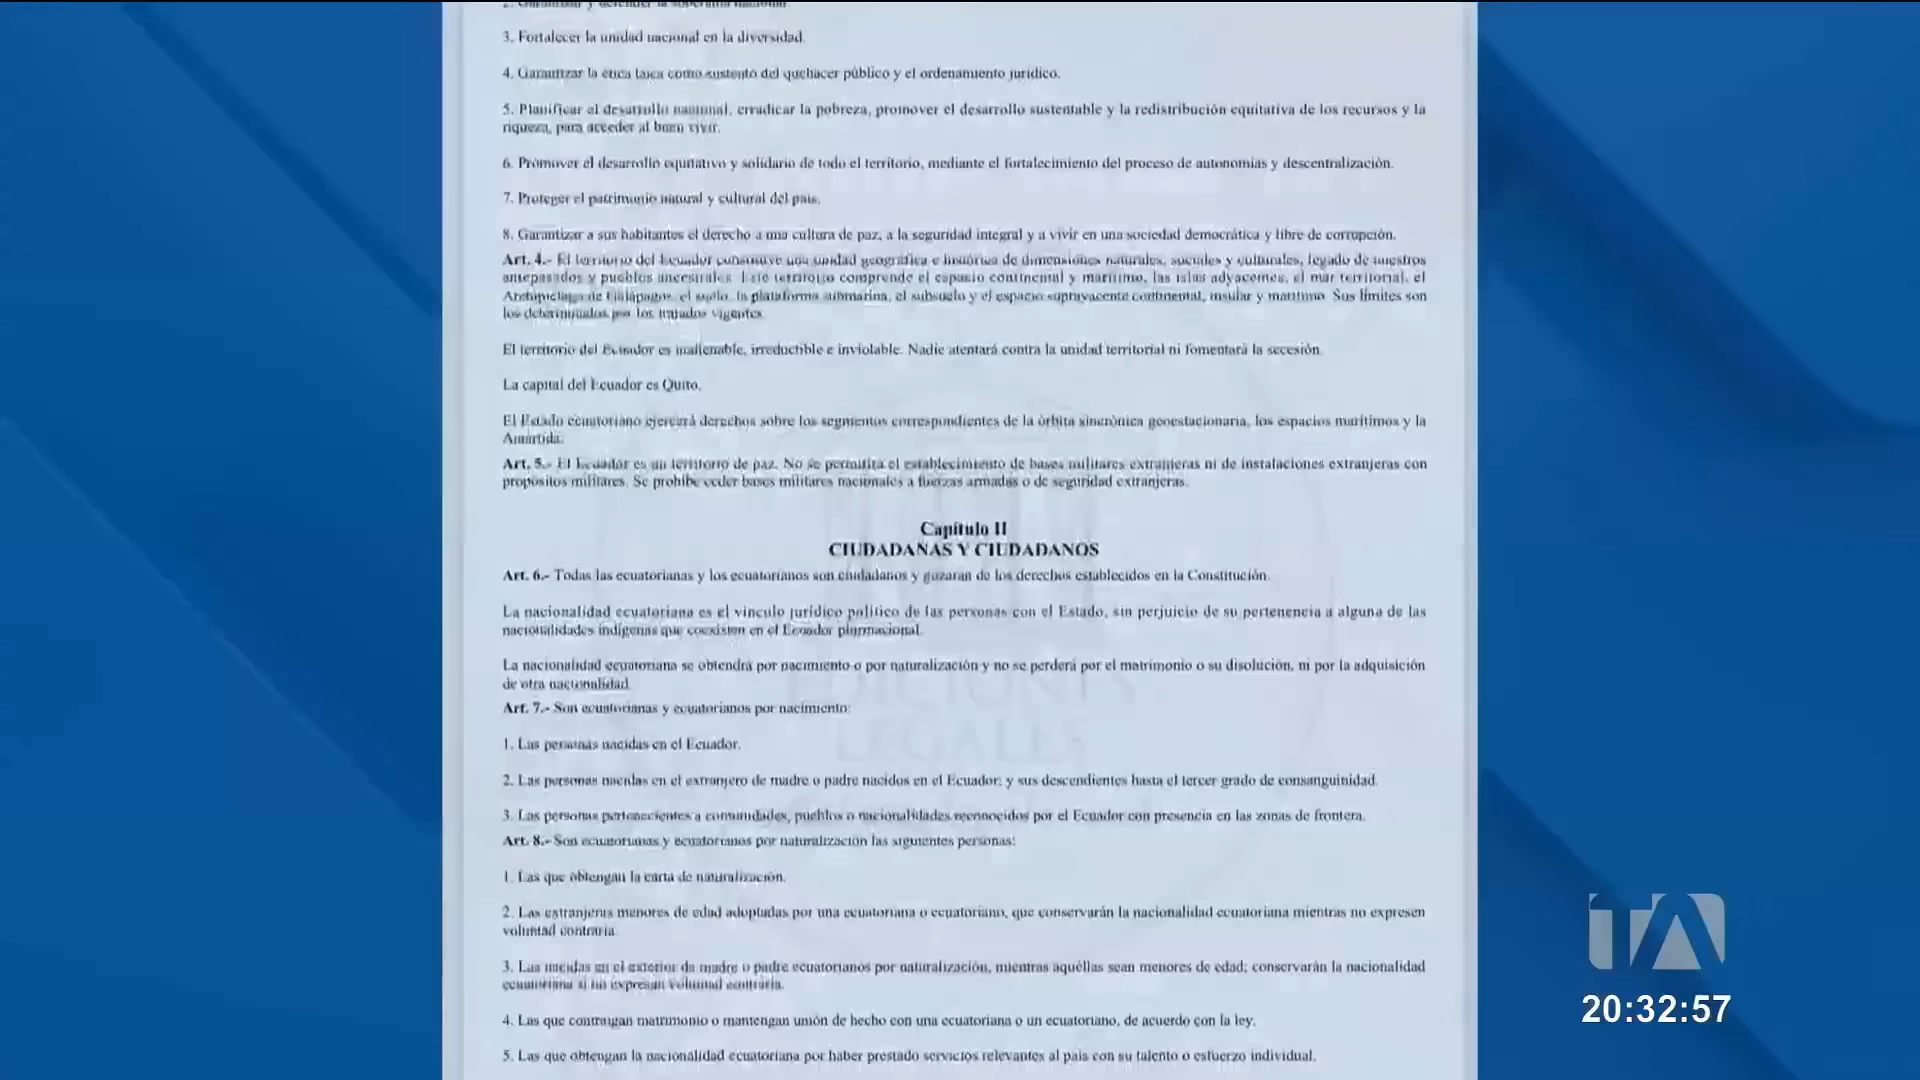 2. Garantizar y defender la soberanía nacional.
3. Fortalecer la unidad nacional en la diversidad.
4. Garantizar la ética laica como sustento del quehacer público y el ordenamiento jurídico.
5. Planificar el desarrollo nacional, erradicar la pobreza, promover el desarrollo sustentable y la redistribución equitativa de los recursos y la
riqueza, para acceder al buen vivir.
6. Promover el desarrollo equitativo y solidario de todo el territorio, mediante el fortalecimiento del proceso de autonomías y descentralización.
7. Proteger el patrimonio natural y cultural del país.
8. Garantizar a sus habitantes el derecho a una cultura de paz, a la seguridad integral y a vivir en una sociedad democrática y libre de corrupción.
Art. 4.- El territorio del Ecuador constituye una unidad geográfica e histórica de dimensiones naturales, sociales y culturales, legado de nuestros
antepasados y pueblos ancestrales. Este territorio comprende el espacio continental y marítimo, las islas adyacentes, el mar territorial, el
Archipiélago de Galápagos, el suelo, la plataforma submarina, el subsuelo y el espacio suprayacente continental, insular y marítimo. Sus límites son
los determinados por los tratados vigentes.
El territorio del Ecuador es inalienable, irreductible e inviolable. Nadie atentará contra la unidad territorial ni fomentará la secesión.
La capital del Ecuador es Quito.
El Estado ecuatoriano ejercerá derechos sobre los segmentos correspondientes de la órbita sincrónica geoestacionaria, los espacios marítimos y la
Antártida.
Art. 5.- El Ecuador es un territorio de paz. No se permitirá el establecimiento de bases militares extranjeras ni de instalaciones extranjeras con
propósitos militares. Se prohíbe ceder bases militares nacionales a fuerzas armadas o de seguridad extranjeras.
Capítulo II
CIUDADANAS Y CIUDADANOS
Art. 6.- Todas las ecuatorianas y los ecuatorianos son ciudadanos y gozarán de los derechos establecidos en la Constitución.
La nacionalidad ecuatoriana es el vínculo jurídico político de las personas con el Estado, sin perjuicio de su pertenencia a alguna de las
nacionalidades indígenas que coexisten en el Ecuador plurinacional.
La nacionalidad ecuatoriana se obtendrá por nacimiento o por naturalización y no se perderá por el matrimonio o su disolución, ni por la adquisición
de otra nacionalidad.
Art. 7.- Son ecuatorianas y ecuatorianos por nacimiento:
1. Las personas nacidas en el Ecuador.
2. Las personas nacidas en el extranjero de madre o padre nacidos en el Ecuador; y sus descendientes hasta el tercer grado de consanguinidad.
3. Las personas pertenecientes a comunidades, pueblos o nacionalidades reconocidos por el Ecuador con presencia en las zonas de frontera.
Art. 8.- Son ecuatorianas y ecuatorianos por naturalización las siguientes personas:
1. Las que obtengan la carta de naturalización.
2. Las extranjeras menores de edad adoptadas por una ecuatoriana o ecuatoriano, que conservarán la nacionalidad ecuatoriana mientras no expresen
voluntad contraria.
3. Las nacidas en el exterior de madre o padre ecuatorianos por naturalización, mientras aquéllas sean menores de edad; conservarán la nacionalidad
ecuatoriana si no expresan voluntad contraria.
4. Las que contraigan matrimonio o mantengan unión de hecho con una ecuatoriana o un ecuatoriano, de acuerdo con la ley.
5. Las que obtengan la nacionalidad ecuatoriana por haber prestado servicios relevantes al país con su talento o esfuerzo individual.
EDICIONES
LEGALES
TA
20:32:57